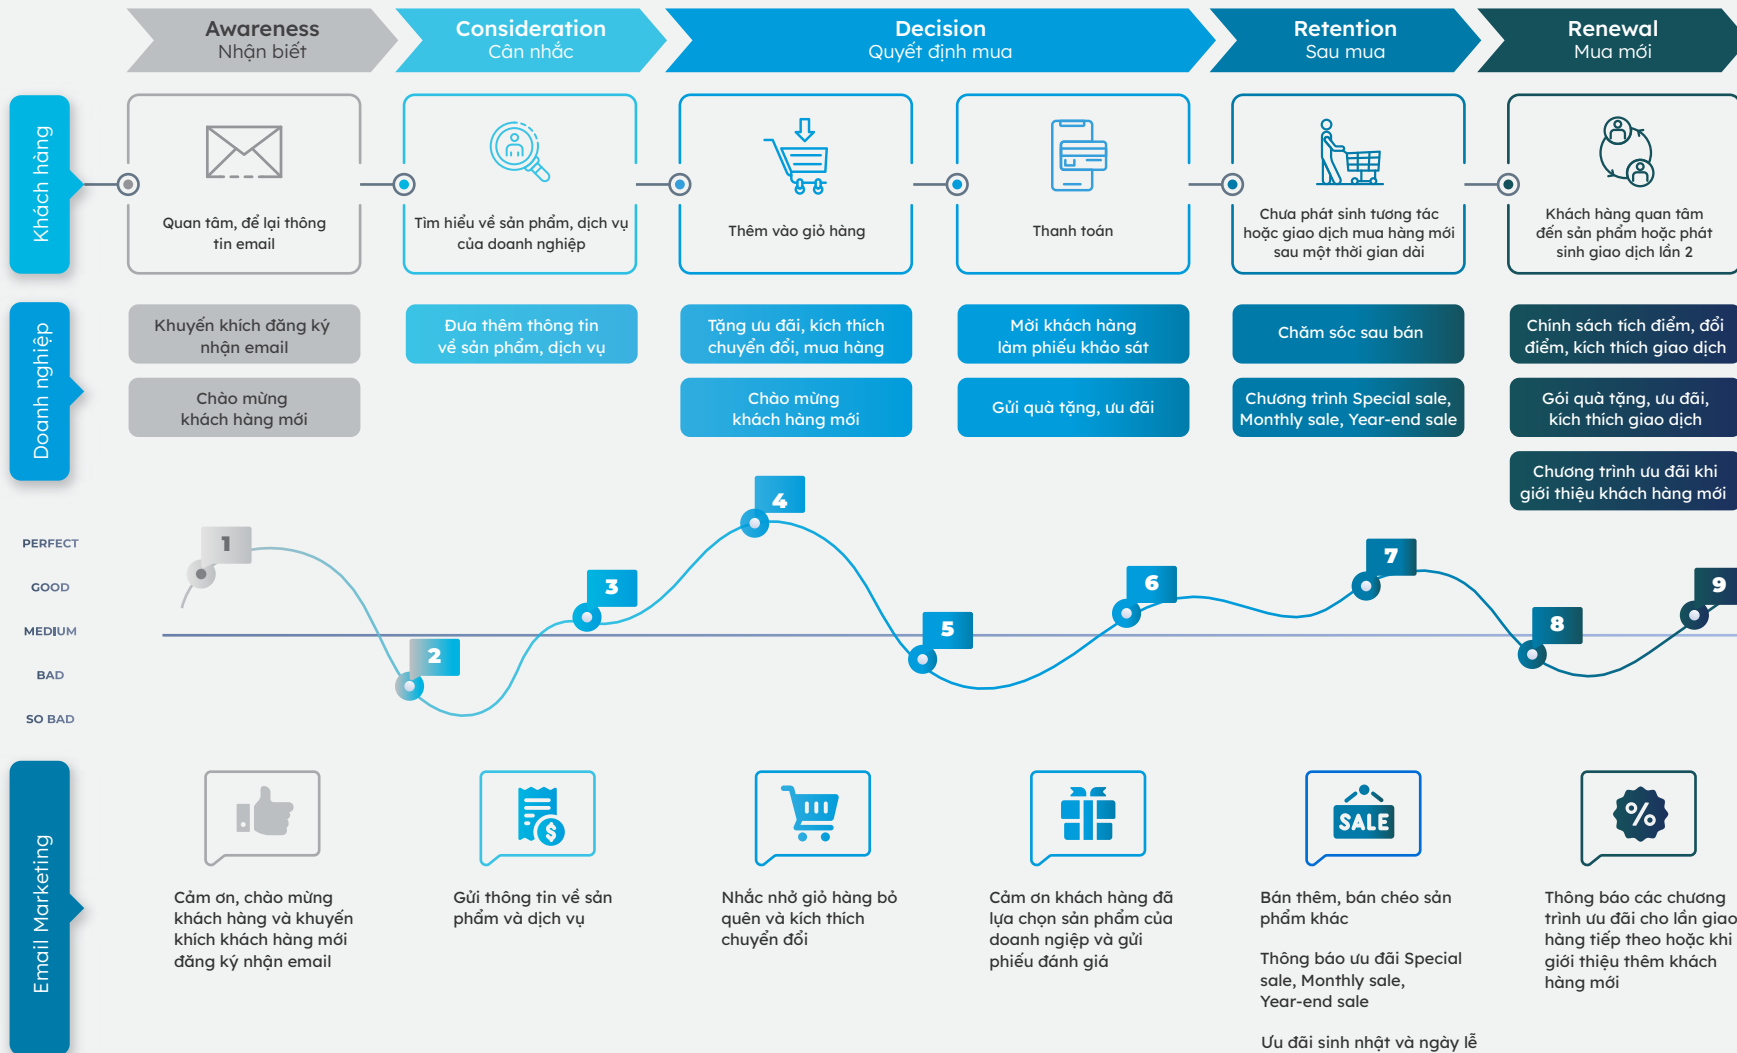 Awareness
Nhận biết
Consideration
Cân nhắc
Decision
Quyết định mua
Retention
Sau mua
Renewal
Mua mới
Khách hàng
Quan tâm, để lại thông
tin email
Tìm hiểu về sản phẩm, dịch vụ
của doanh nghiệp
Thêm vào giỏ hàng
Thanh toán
Chưa phát sinh tương tác
hoặc giao dịch mua hàng mới
sau một thời gian dài
Khách hàng quan tâm
đến sản phẩm hoặc phát
sinh giao dịch lần 2
Doanh nghiệp
Khuyến khích đăng ký
nhận email
Chào mừng
khách hàng mới
Đưa thêm thông tin
về sản phẩm, dịch vụ
Tặng ưu đãi, kích thích
chuyển đổi, mua hàng
Chào mừng
khách hàng mới
Mời khách hàng
làm phiếu khảo sát
Gửi quà tặng, ưu đãi
Chăm sóc sau bán
Chương trình Special sale,
Monthly sale, Year-end sale
Chính sách tích điểm, đổi
điểm, kích thích giao dịch
Gói quà tặng, ưu đãi,
kích thích giao dịch
Chương trình ưu đãi khi
giới thiệu khách hàng mới
PERFECT
GOOD
MEDIUM
BAD
SO BAD
1
2
3
4
5
6
7
8
9
Email Marketing
Cảm ơn, chào mừng
khách hàng và khuyến
khích khách hàng mới
đăng ký nhận email
$
Gửi thông tin về sản
phẩm và dịch vụ
Nhắc nhở giỏ hàng bỏ
quên và kích thích
chuyển đổi
Cảm ơn khách hàng đã
lựa chọn sản phẩm của
doanh ngiệp và gửi
phiếu đánh giá
SALE
Bán thêm, bán chéo sản
phẩm khác
Thông báo ưu đãi Special
sale, Monthly sale,
Year-end sale
Ưu đãi sinh nhật và ngày lễ
%
Thông báo các chương
trình ưu đãi cho lần giao
hàng tiếp theo hoặc khi
giới thiệu thêm khách
hàng mới